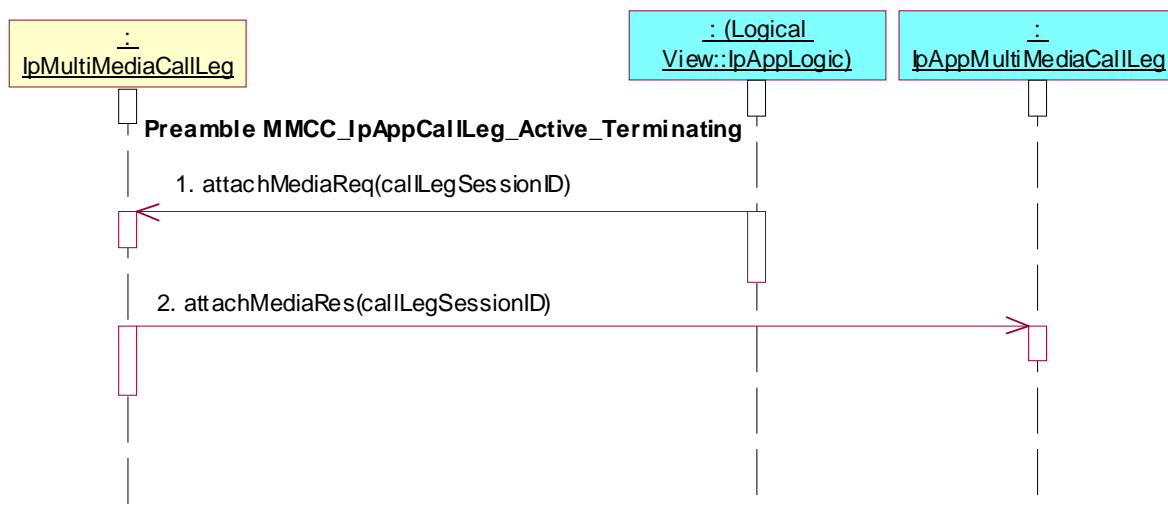 :
IpMultiMediaCallLeg
: (Logical
View::IpAppLogic)
:
IpAppMultiMediaCallLeg
Preamble MMCC_IpAppCallLeg_Active_Terminating
1. attachMediaReq(callLegSessionID)
2. attachMediaRes(callLegSessionID)